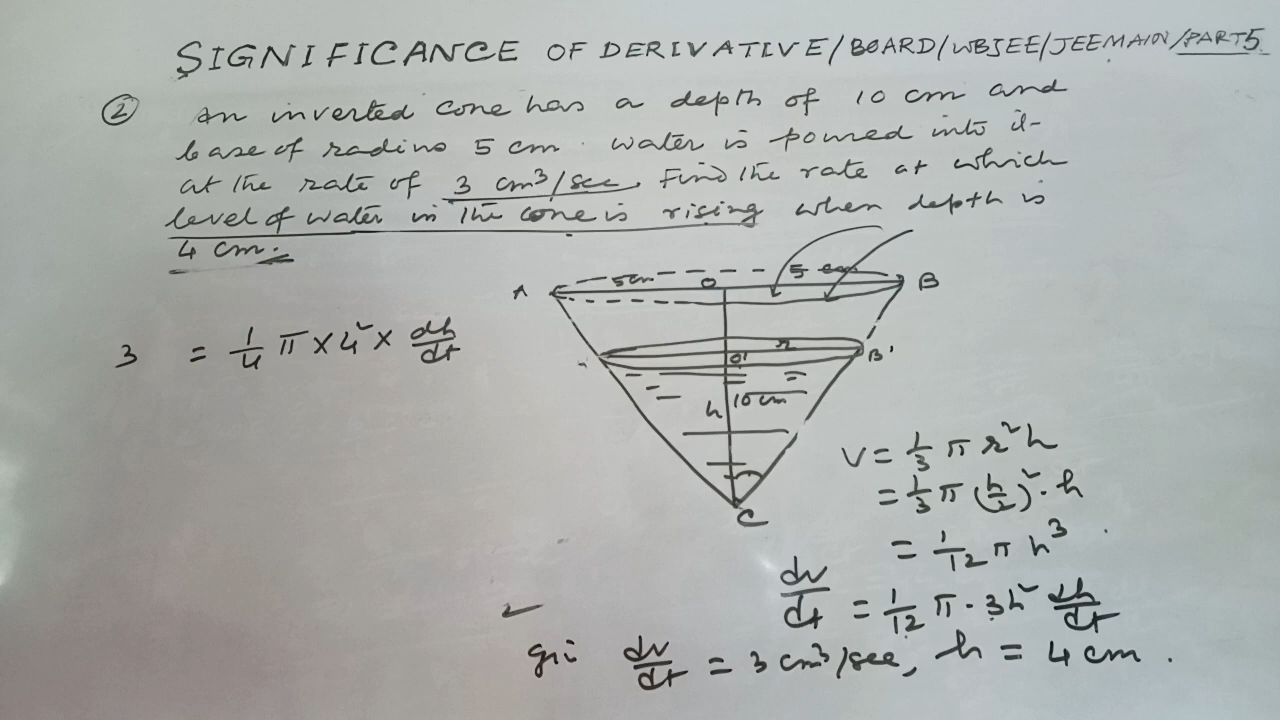 SIGNIFICANCE OF DERIVATIVE/BOARD/WBJEE/JEEMAIN/PART5
② An inverted cone has a depth of 10 cm and
base of radius 5 cm. water is poured into it
at the rate of 3 cm³/sec. Find the rate at which
level of water in the cone is rising when depth is
4 cm.
A 5cm O 5 cm B
3 = 1/4 π × 4² × dh/dt
r
O' B'
h 10 cm
C
V = 1/3 π r² h
= 1/3 π (h/2)² · h
= 1/12 π h³
dv/dt = 1/12 π · 3h² dh/dt
dv/dt = 3 cm³/sec, h = 4 cm.